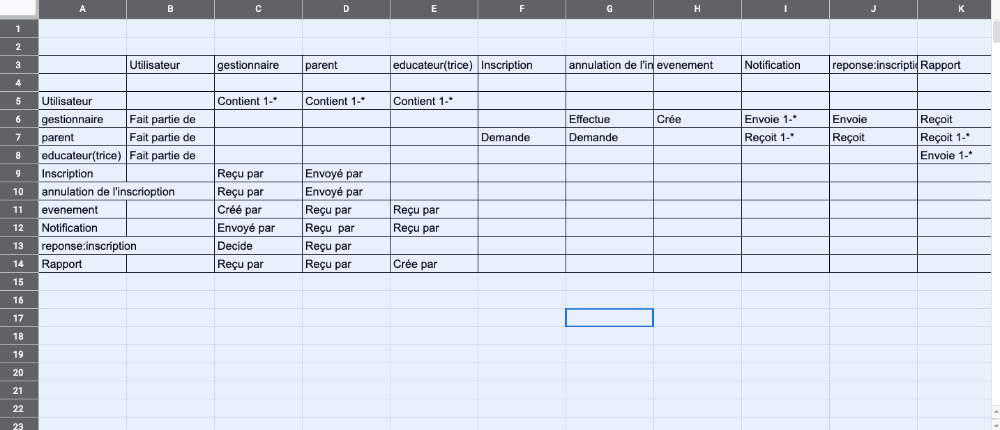 A B C D E F G H I J K
1
2
3 Utilisateur gestionnaire parent educateur(trice) Inscription annulation de l'in evenement Notification reponse:inscripti Rapport
4
5 Utilisateur Contient 1-* Contient 1-* Contient 1-*
6 gestionnaire Fait partie de Effectue Crée Envoie 1-* Envoie Reçoit
7 parent Fait partie de Demande Demande Reçoit 1-* Reçoit Reçoit 1-*
8 educateur(trice) Fait partie de Envoie 1-*
9 Inscription Reçu par Envoyé par
10 annulation de l'inscrioption Reçu par Envoyé par
11 evenement Créé par Reçu par Reçu par
12 Notification Envoyé par Reçu  par Reçu par
13 reponse:inscription Decide Reçu par
14 Rapport Reçu par Reçu par Crée par
15
16
17
18
19
20
21
22
23